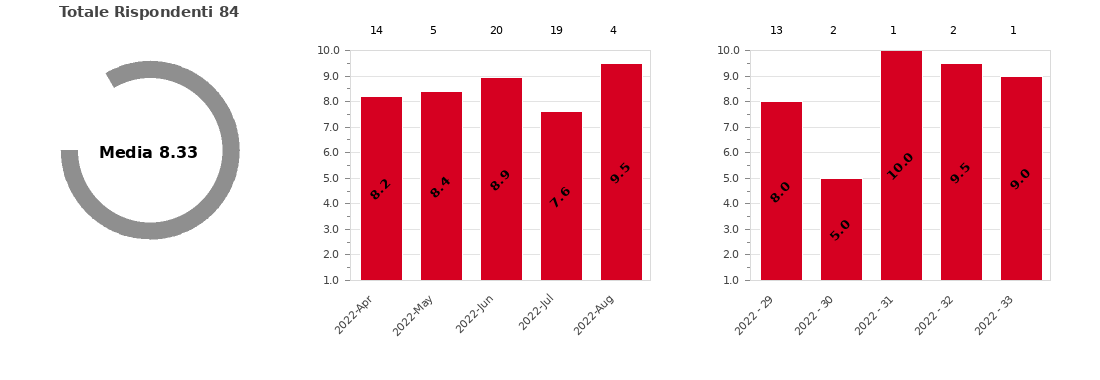 Totale Rispondenti 84
Media 8.33
14 5 20 19 4
10.0
9.0
8.0
7.0
6.0
5.0
4.0
3.0
2.0
1.0
8.2 8.4 8.9 7.6 9.5
2022-Apr 2022-May 2022-Jun 2022-Jul 2022-Aug
13 2 1 2 1
10.0
9.0
8.0
7.0
6.0
5.0
4.0
3.0
2.0
1.0
8.0 5.0 10.0 9.5 9.0
2022 - 29 2022 - 30 2022 - 31 2022 - 32 2022 - 33